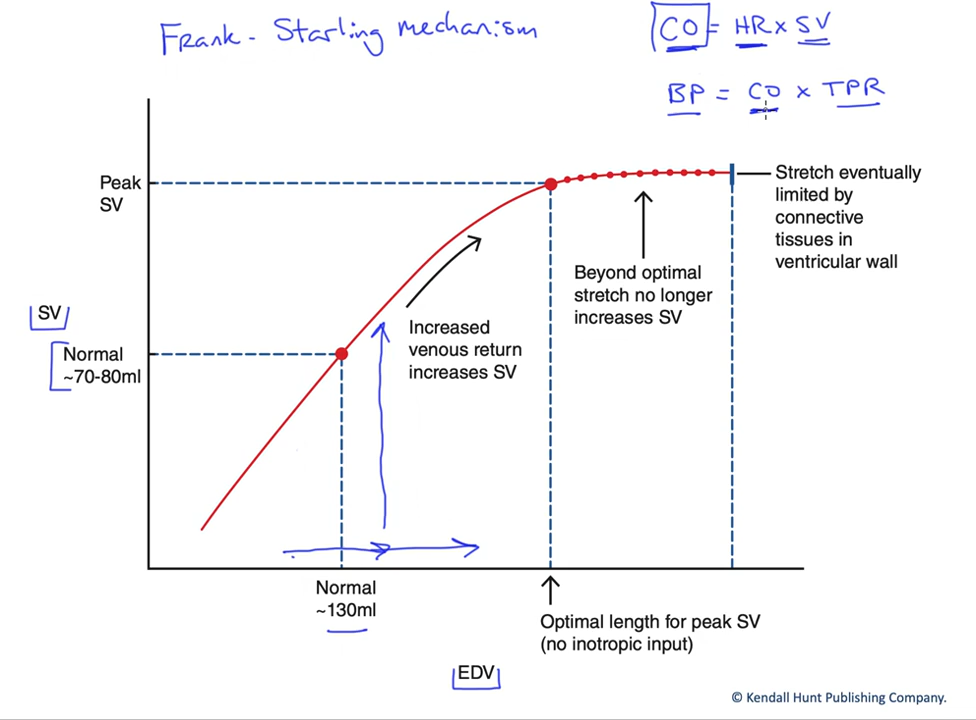 Frank - Starling mechanism
CO = HR x SV
BP = CO x TPR
Peak
SV
Stretch eventually
limited by
connective
tissues in
ventricular wall
Beyond optimal
stretch no longer
increases SV
SV
Increased
venous return
increases SV
Normal
~70-80ml
Normal
~130ml
Optimal length for peak SV
(no inotropic input)
EDV
© Kendall Hunt Publishing Company.